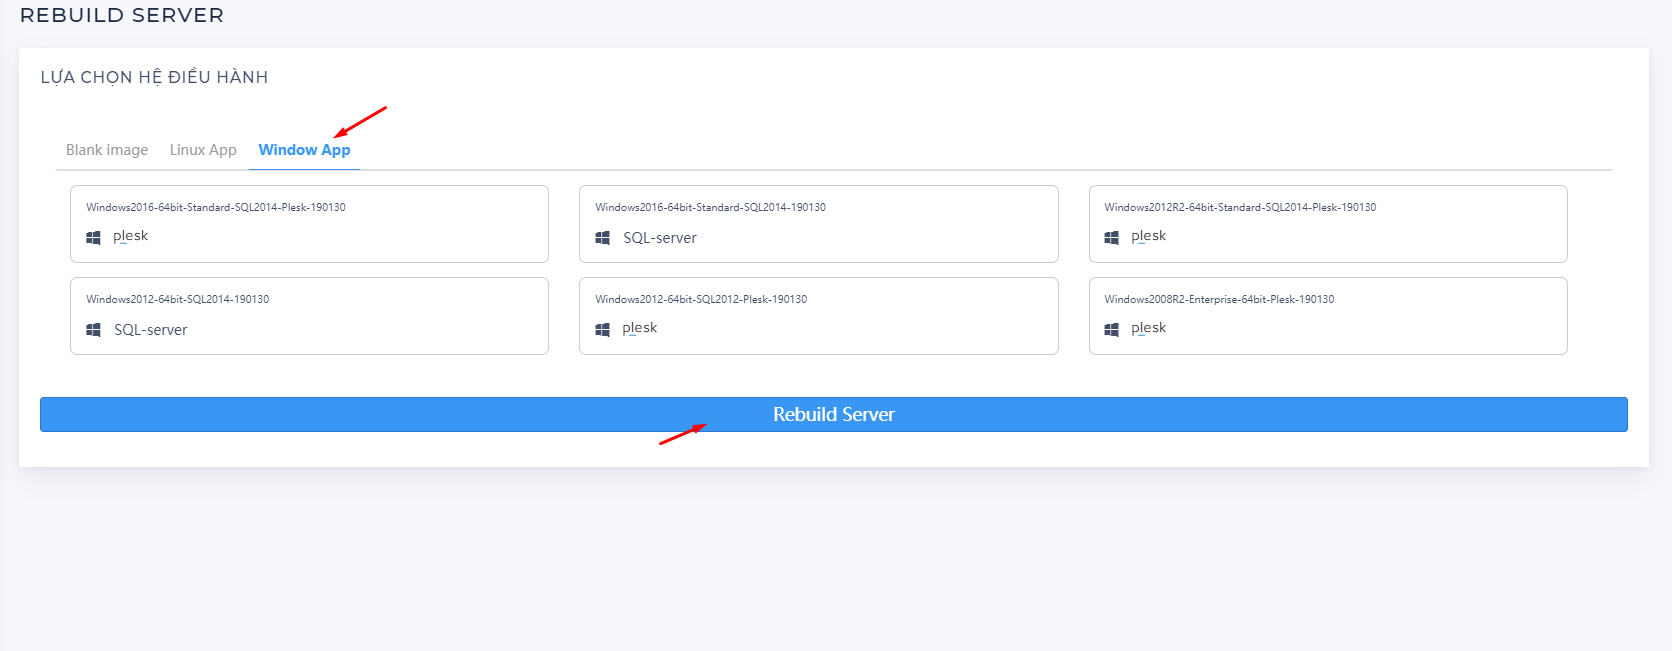 REBUILD SERVER
LỰA CHỌN HỆ ĐIỀU HÀNH
Blank image Linux App Window App
Windows2016-64bit-Standard-SQL2014-Plesk-190130
plesk
Windows2016-64bit-Standard-SQL2014-190130
SQL-server
Windows2012R2-64bit-Standard-SQL2014-Plesk-190130
plesk
Windows2012-64bit-SQL2014-190130
SQL-server
Windows2012-64bit-SQL2012-Plesk-190130
plesk
Windows2008R2-Enterprise-64bit-Plesk-190130
plesk
Rebuild Server